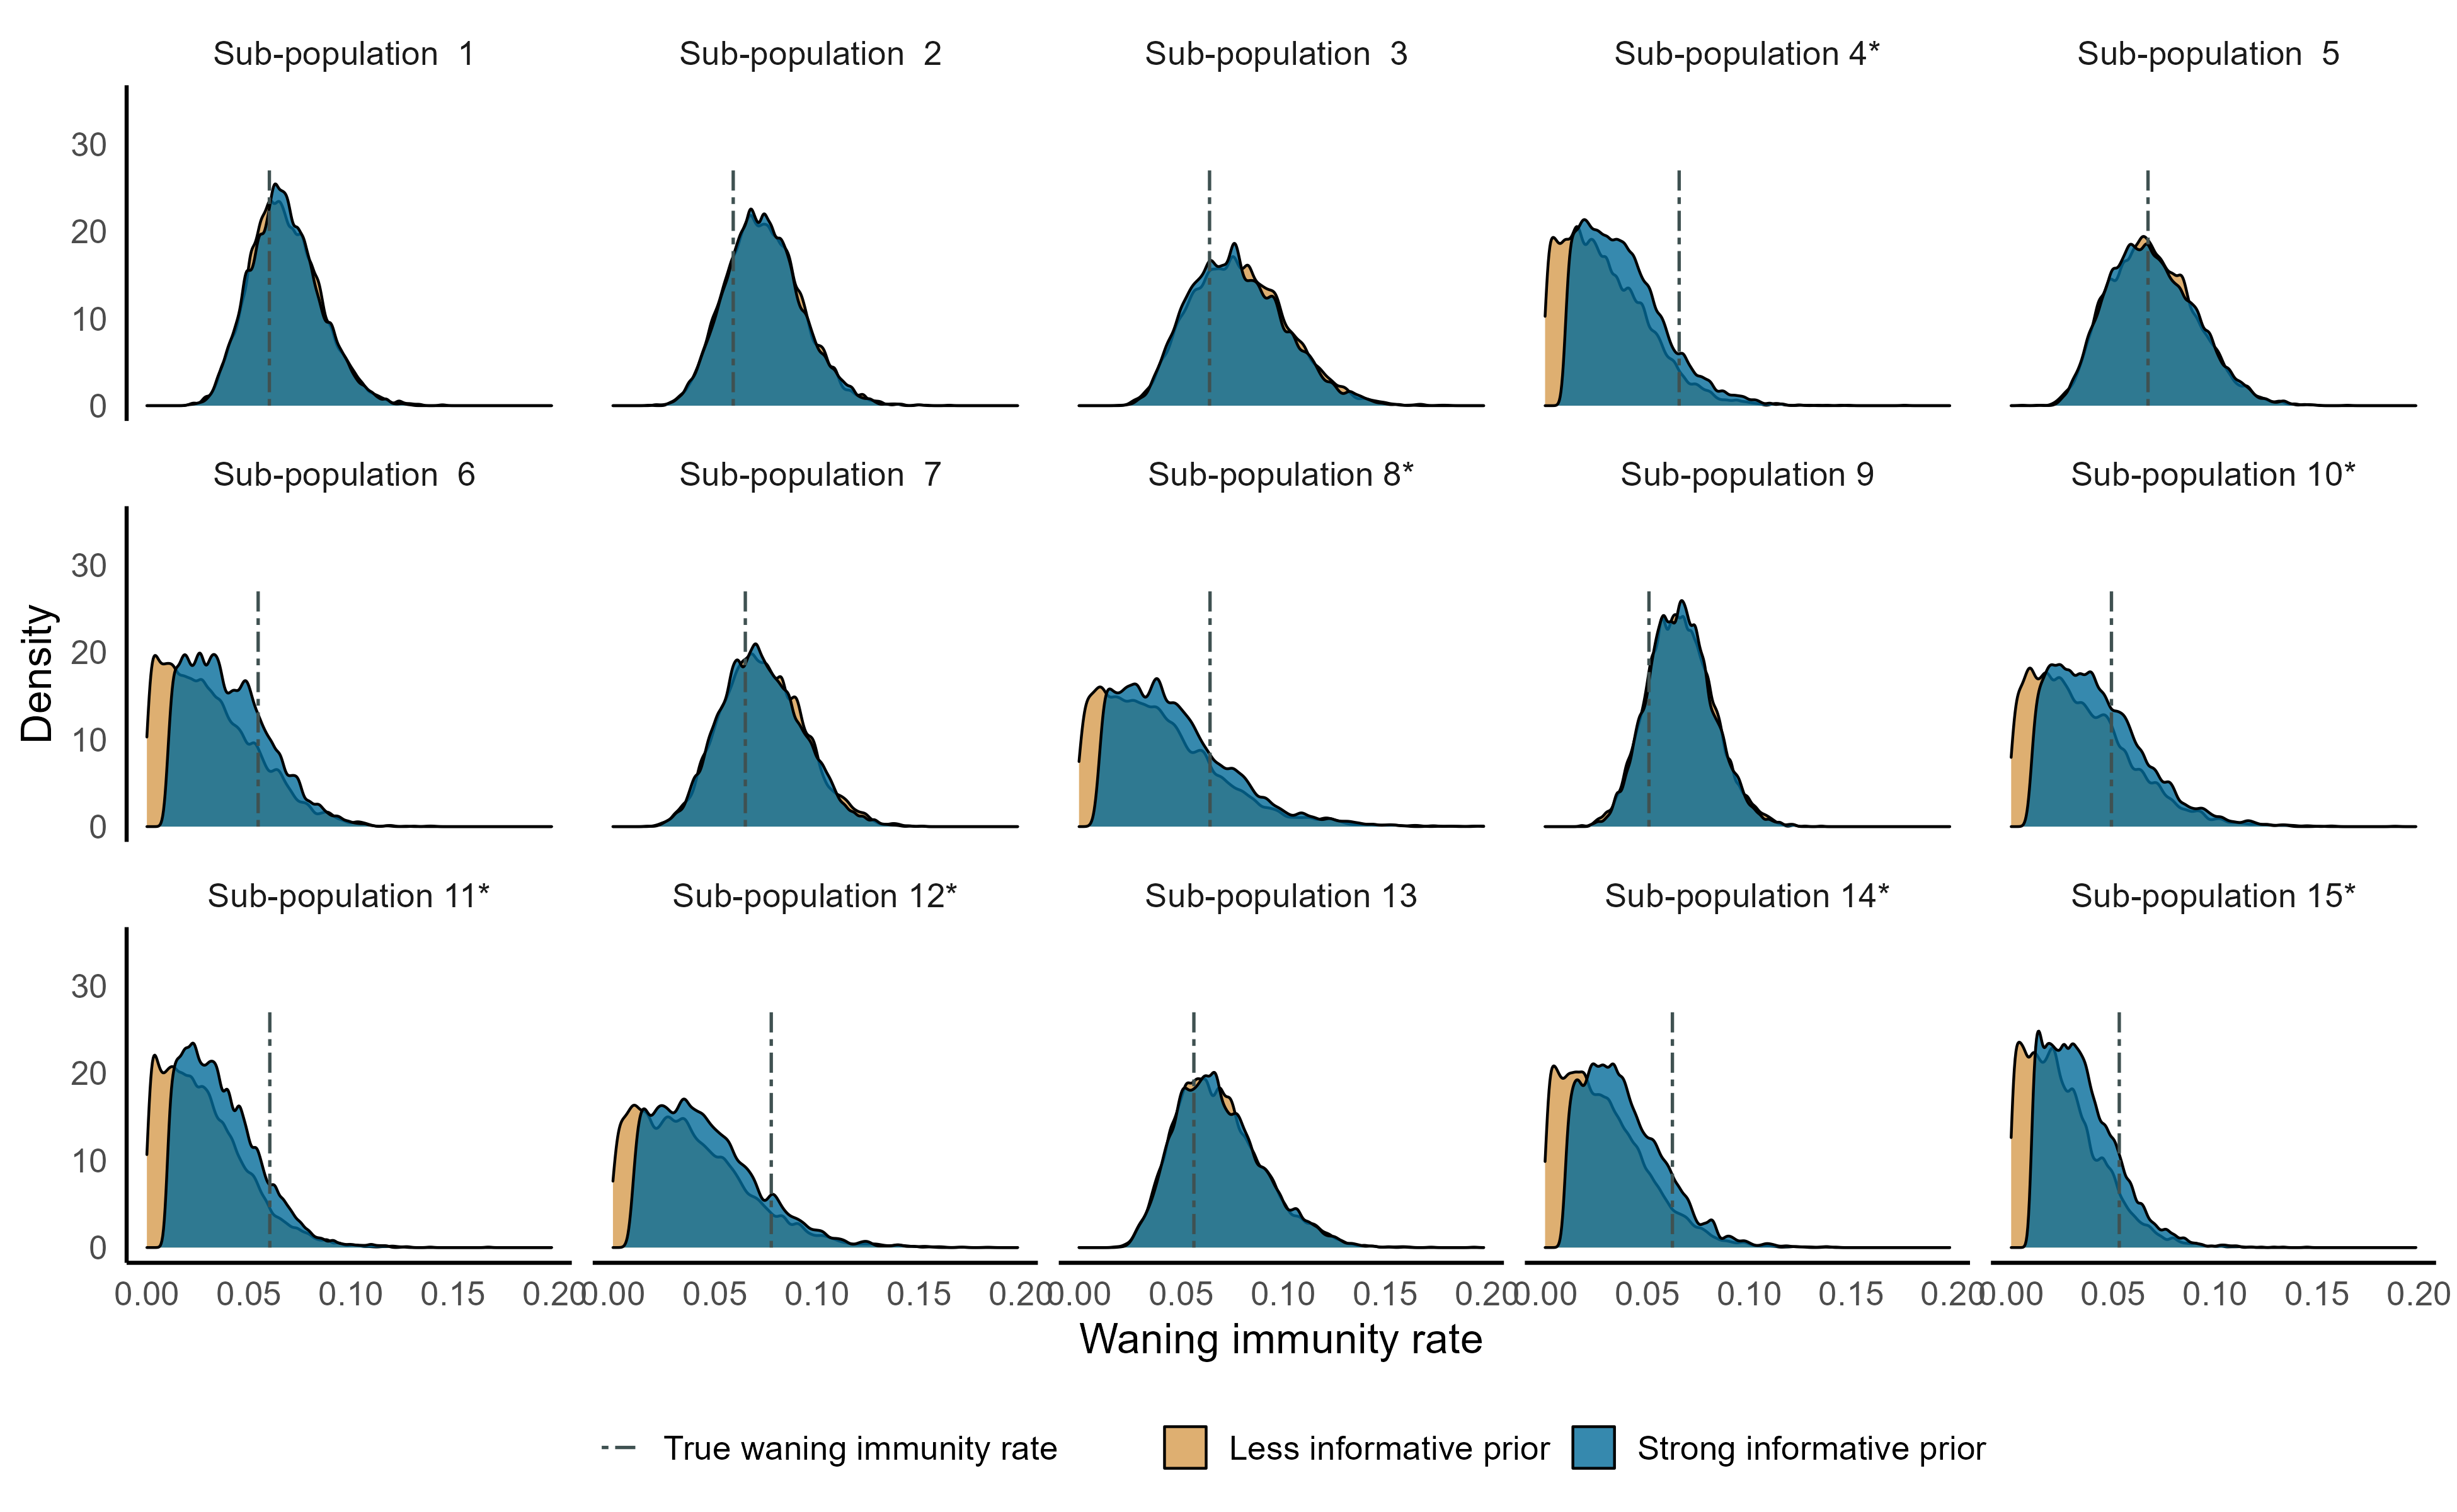 Sub-population  1
Sub-population  2
Sub-population  3
Sub-population 4*
Sub-population  5
30
20
10
0
Sub-population  6
Sub-population  7
Sub-population 8*
Sub-population 9
Sub-population 10*
30
20
10
0
Density
Sub-population 11*
Sub-population 12*
Sub-population 13
Sub-population 14*
Sub-population 15*
30
20
10
0
0.00 0.05 0.10 0.15 0.20 0.00 0.05 0.10 0.15 0.20 0.00 0.05 0.10 0.15 0.20 0.00 0.05 0.10 0.15 0.20 0.00 0.05 0.10 0.15 0.20
Waning immunity rate
True waning immunity rate Less informative prior Strong informative prior